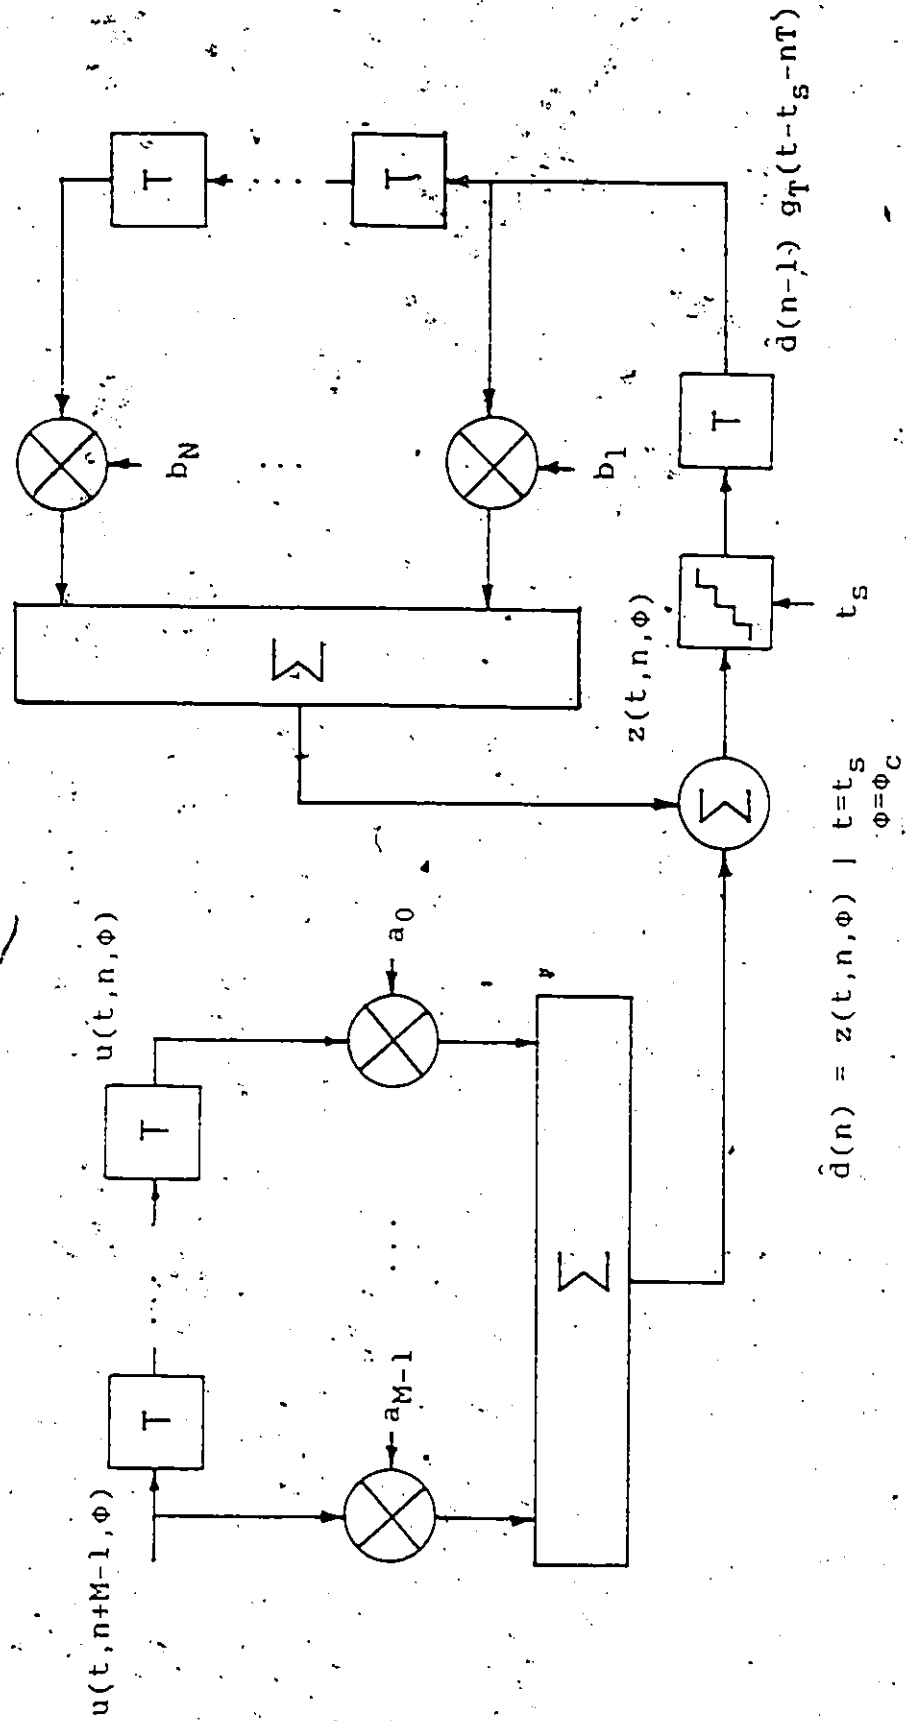 u(t,n+M-1,Φ)
T
...
T
u(t,n,Φ)
a_{M-1}
...
a_0
Σ
Σ
z(t,n,Φ)
t_S
T
d̂(n-1) g_T(t-t_S-nT)
Σ
b_N
...
b_1
T
...
T
d̂(n) = z(t,n,Φ) | t=t_S
Φ=Φ_C